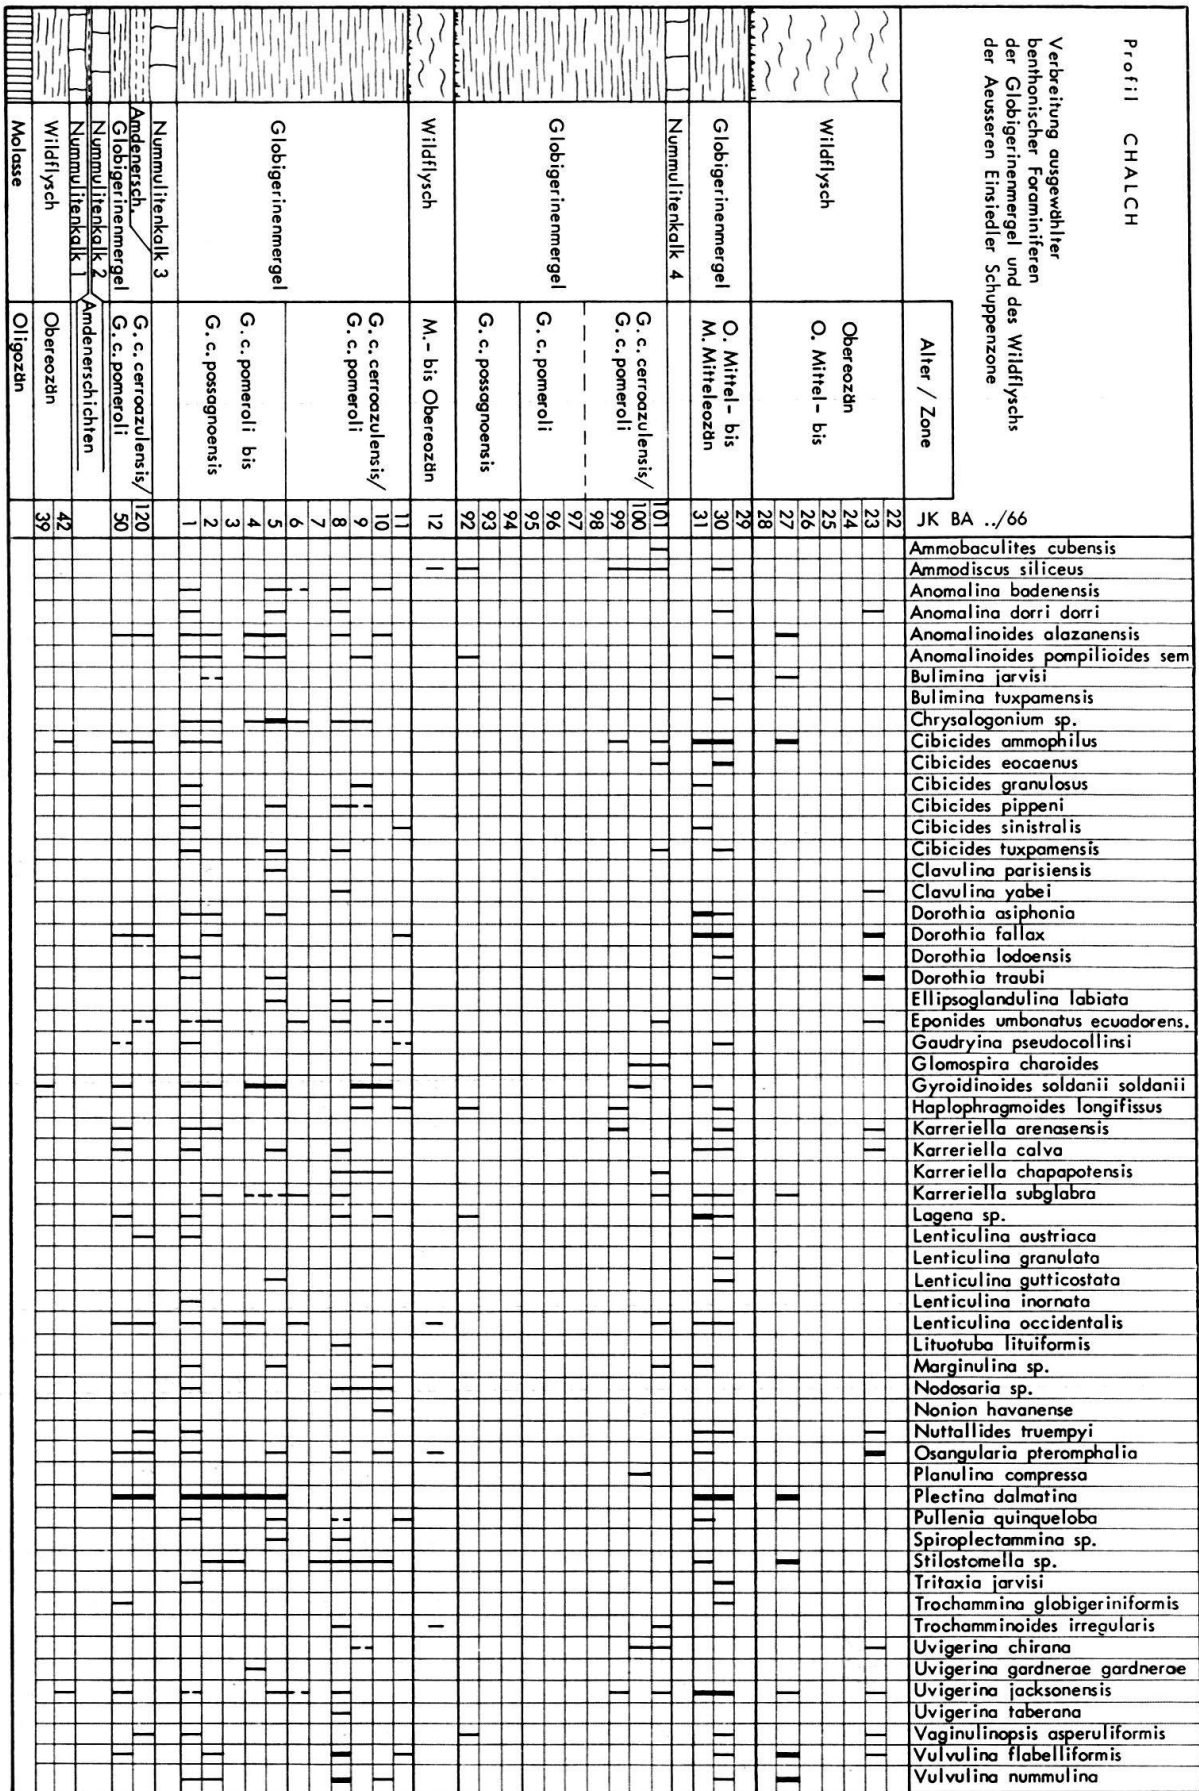 Profil CHALCH
Verbreitung ausgewählter
benthonischer Foraminiferen
der Globigerinenmergel und des Wildflyschs
der Aeusseren Einsiedler Schuppenzone
Wildflysch
Globigerinenmergel
Nummulitenkalk 4
Globigerinenmergel
Wildflysch
Globigerinenmergel
Nummulitenkalk 3
Amdenersch.
Globigerinenmergel
Nummulitenkalk 2
Nummulitenkalk 1
Wildflysch
Molasse
Alter / Zone
Obereozän
O. Mittel- bis
O. Mittel- bis
M. Mitteleozän
G. c. cerroazulensis/
G. c. pomeroli
G. c. pomeroli
G. c. possagnoensis
M.- bis Obereozän
G. c. cerroazulensis/
G. c. pomeroli
G. c. pomeroli bis
G. c. possagnoensis
G. c. cerroazulensis/
G. c. pomeroli
Amdenerschichten
Obereozän
Oligozän
JK BA ../66
22
23
24
25
26
27
28
29
30
31
101
100
99
98
97
96
95
94
93
92
12
11
10
9
8
7
6
5
4
3
2
1
120
50
42
39
Ammobaculites cubensis
Ammodiscus siliceus
Anomalina badenensis
Anomalina dorri dorri
Anomalinoides alazanensis
Anomalinoides pompilioides sem
Bulimina jarvisi
Bulimina tuxpamensis
Chrysalogonium sp.
Cibicides ammophilus
Cibicides eocaenus
Cibicides granulosus
Cibicides pippeni
Cibicides sinistralis
Cibicides tuxpamensis
Clavulina parisiensis
Clavulina yabei
Dorothia asiphonia
Dorothia fallax
Dorothia lodoensis
Dorothia traubi
Ellipsoglandulina labiata
Eponides umbonatus ecuadorens.
Gaudryina pseudocollinsi
Glomospira charoides
Gyroidinoides soldanii soldanii
Haplophragmoides longifissus
Karreriella arenasensis
Karreriella calva
Karreriella chapapotensis
Karreriella subglabra
Lagena sp.
Lenticulina austriaca
Lenticulina granulata
Lenticulina gutticostata
Lenticulina inornata
Lenticulina occidentalis
Lituotuba lituiformis
Marginulina sp.
Nodosaria sp.
Nonion havanense
Nuttallides truempyi
Osangularia pteromphalia
Planulina compressa
Plectina dalmatina
Pullenia quinqueloba
Spiroplectammina sp.
Stilostomella sp.
Tritaxia jarvisi
Trochammina globigeriniformis
Trochamminoides irregularis
Uvigerina chirana
Uvigerina gardnerae gardnerae
Uvigerina jacksonensis
Uvigerina taberana
Vaginulinopsis asperuliformis
Vulvulina flabelliformis
Vulvulina nummulina